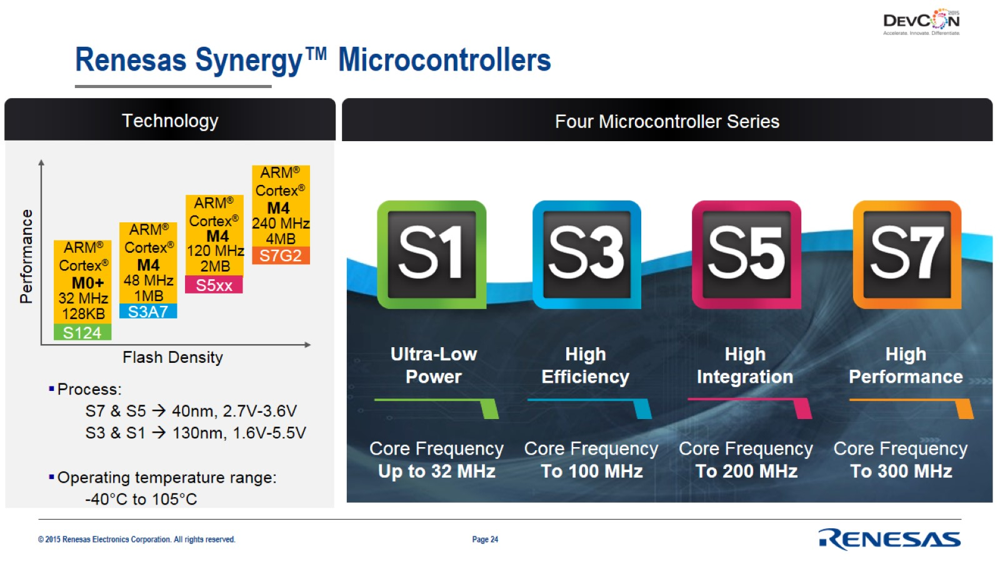 DEVCON 2015
Accelerate. Innovate. Differentiate.
Renesas Synergy™ Microcontrollers
Technology
Performance
ARM®
Cortex®
M0+
32 MHz
128KB
S124
ARM®
Cortex®
M4
48 MHz
1MB
S3A7
ARM®
Cortex®
M4
120 MHz
2MB
S5xx
ARM®
Cortex®
M4
240 MHz
4MB
S7G2
Flash Density
▪ Process:
S7 & S5 → 40nm, 2.7V-3.6V
S3 & S1 → 130nm, 1.6V-5.5V
▪ Operating temperature range:
-40°C to 105°C
Four Microcontroller Series
S1
Ultra-Low
Power
Core Frequency
Up to 32 MHz
S3
High
Efficiency
Core Frequency
To 100 MHz
S5
High
Integration
Core Frequency
To 200 MHz
S7
High
Performance
Core Frequency
To 300 MHz
© 2015 Renesas Electronics Corporation. All rights reserved.
Page 24
RENESAS